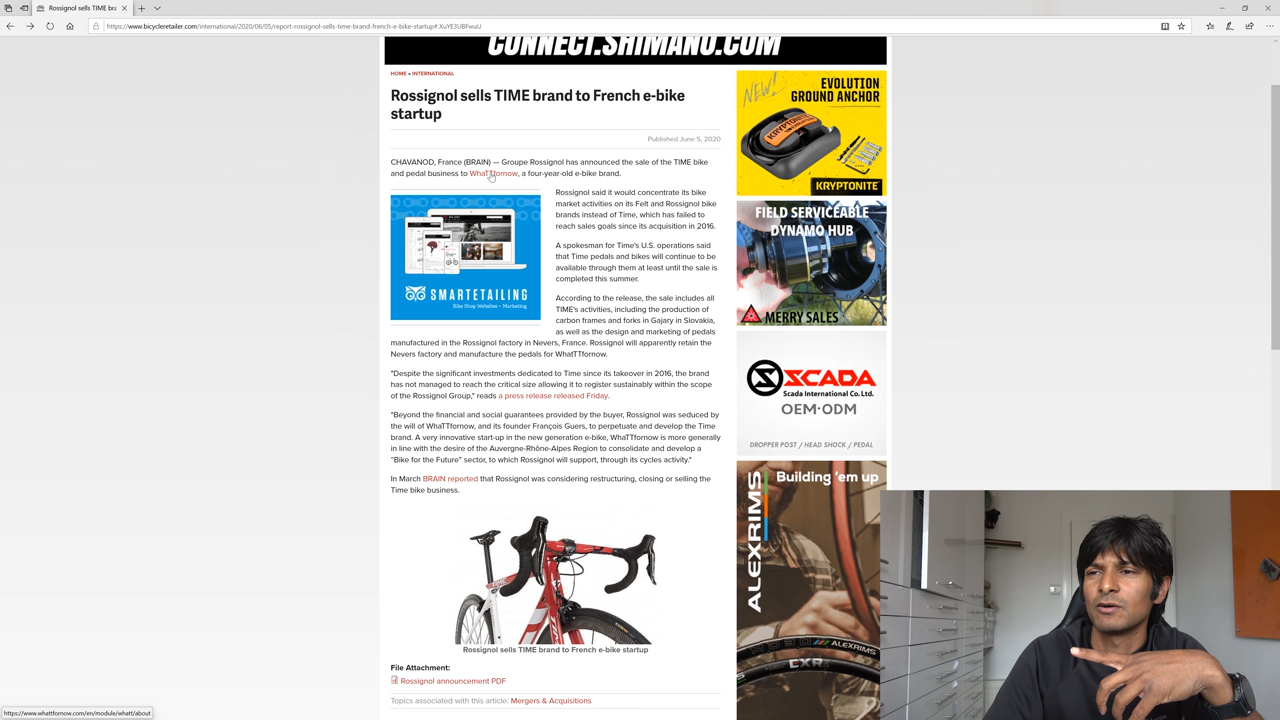 Report: Rossignol sells TIME bra
https://www.bicycleretailer.com/international/2020/06/05/report-rossignol-sells-time-brand-french-e-bike-startup#.XuYE3UBFwuU
CONNECT.SHIMANO.COM
HOME » INTERNATIONAL
Rossignol sells TIME brand to French e-bike
startup
Published June 5, 2020
CHAVANOD, France (BRAIN) — Groupe Rossignol has announced the sale of the TIME bike
and pedal business to WhaTTfornow, a four-year-old e-bike brand.
SMARTETAILING
Bike Shop Websites + Marketing
Rossignol said it would concentrate its bike
market activities on its Felt and Rossignol bike
brands instead of Time, which has failed to
reach sales goals since its acquisition in 2016.
A spokesman for Time's U.S. operations said
that Time pedals and bikes will continue to be
available through them at least until the sale is
completed this summer.
According to the release, the sale includes all
TIME's activities, including the production of
carbon frames and forks in Gajary in Slovakia,
as well as the design and marketing of pedals
manufactured in the Rossignol factory in Nevers, France. Rossignol will apparently retain the
Nevers factory and manufacture the pedals for WhatTTfornow.
"Despite the significant investments dedicated to Time since its takeover in 2016, the brand
has not managed to reach the critical size allowing it to register sustainably within the scope
of the Rossignol Group," reads a press release released Friday.
"Beyond the financial and social guarantees provided by the buyer, Rossignol was seduced by
the will of WhaTTfornow, and its founder François Guers, to perpetuate and develop the Time
brand. A very innovative start-up in the new generation e-bike, WhaTTfornow is more generally
in line with the desire of the Auvergne-Rhône-Alpes Region to consolidate and develop a
"Bike for the Future" sector, to which Rossignol will support, through its cycles activity."
In March BRAIN reported that Rossignol was considering restructuring, closing or selling the
Time bike business.
Rossignol sells TIME brand to French e-bike startup
File Attachment:
Rossignol announcement PDF
Topics associated with this article: Mergers & Acquisitions
NEW!
EVOLUTION
GROUND ANCHOR
KRYPTONITE
KRYPTONITE
FIELD SERVICEABLE
DYNAMO HUB
MERRY SALES
SCADA
Scada International Co.Ltd.
OEM·ODM
DROPPER POST / HEAD SHOCK / PEDAL
Building 'em up
ALEXRIMS
ALEXRIMS
CXR
https://www.whattfornow.com/en/module/whatt/about